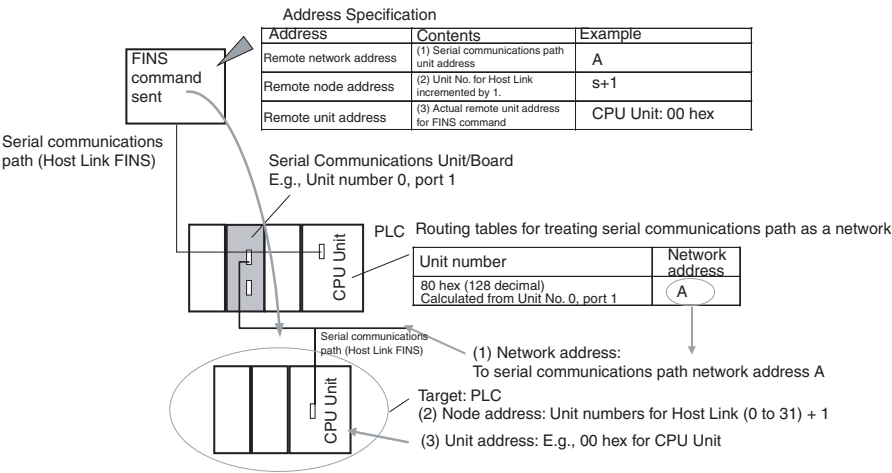 Address Specification
Address Contents Example
Remote network address (1) Serial communications path unit address A
Remote node address (2) Unit No. for Host Link incremented by 1. s+1
Remote unit address (3) Actual remote unit address for FINS command CPU Unit: 00 hex
FINS
command
sent
Serial communications
path (Host Link FINS)
Serial Communications Unit/Board
E.g., Unit number 0, port 1
PLC
CPU Unit
Routing tables for treating serial communications path as a network
Unit number Network address
80 hex (128 decimal)
Calculated from Unit No. 0, port 1 A
Serial communications
path (Host Link FINS)
(1) Network address:
To serial communications path network address A
CPU Unit
Target: PLC
(2) Node address: Unit numbers for Host Link (0 to 31) + 1
(3) Unit address: E.g., 00 hex for CPU Unit